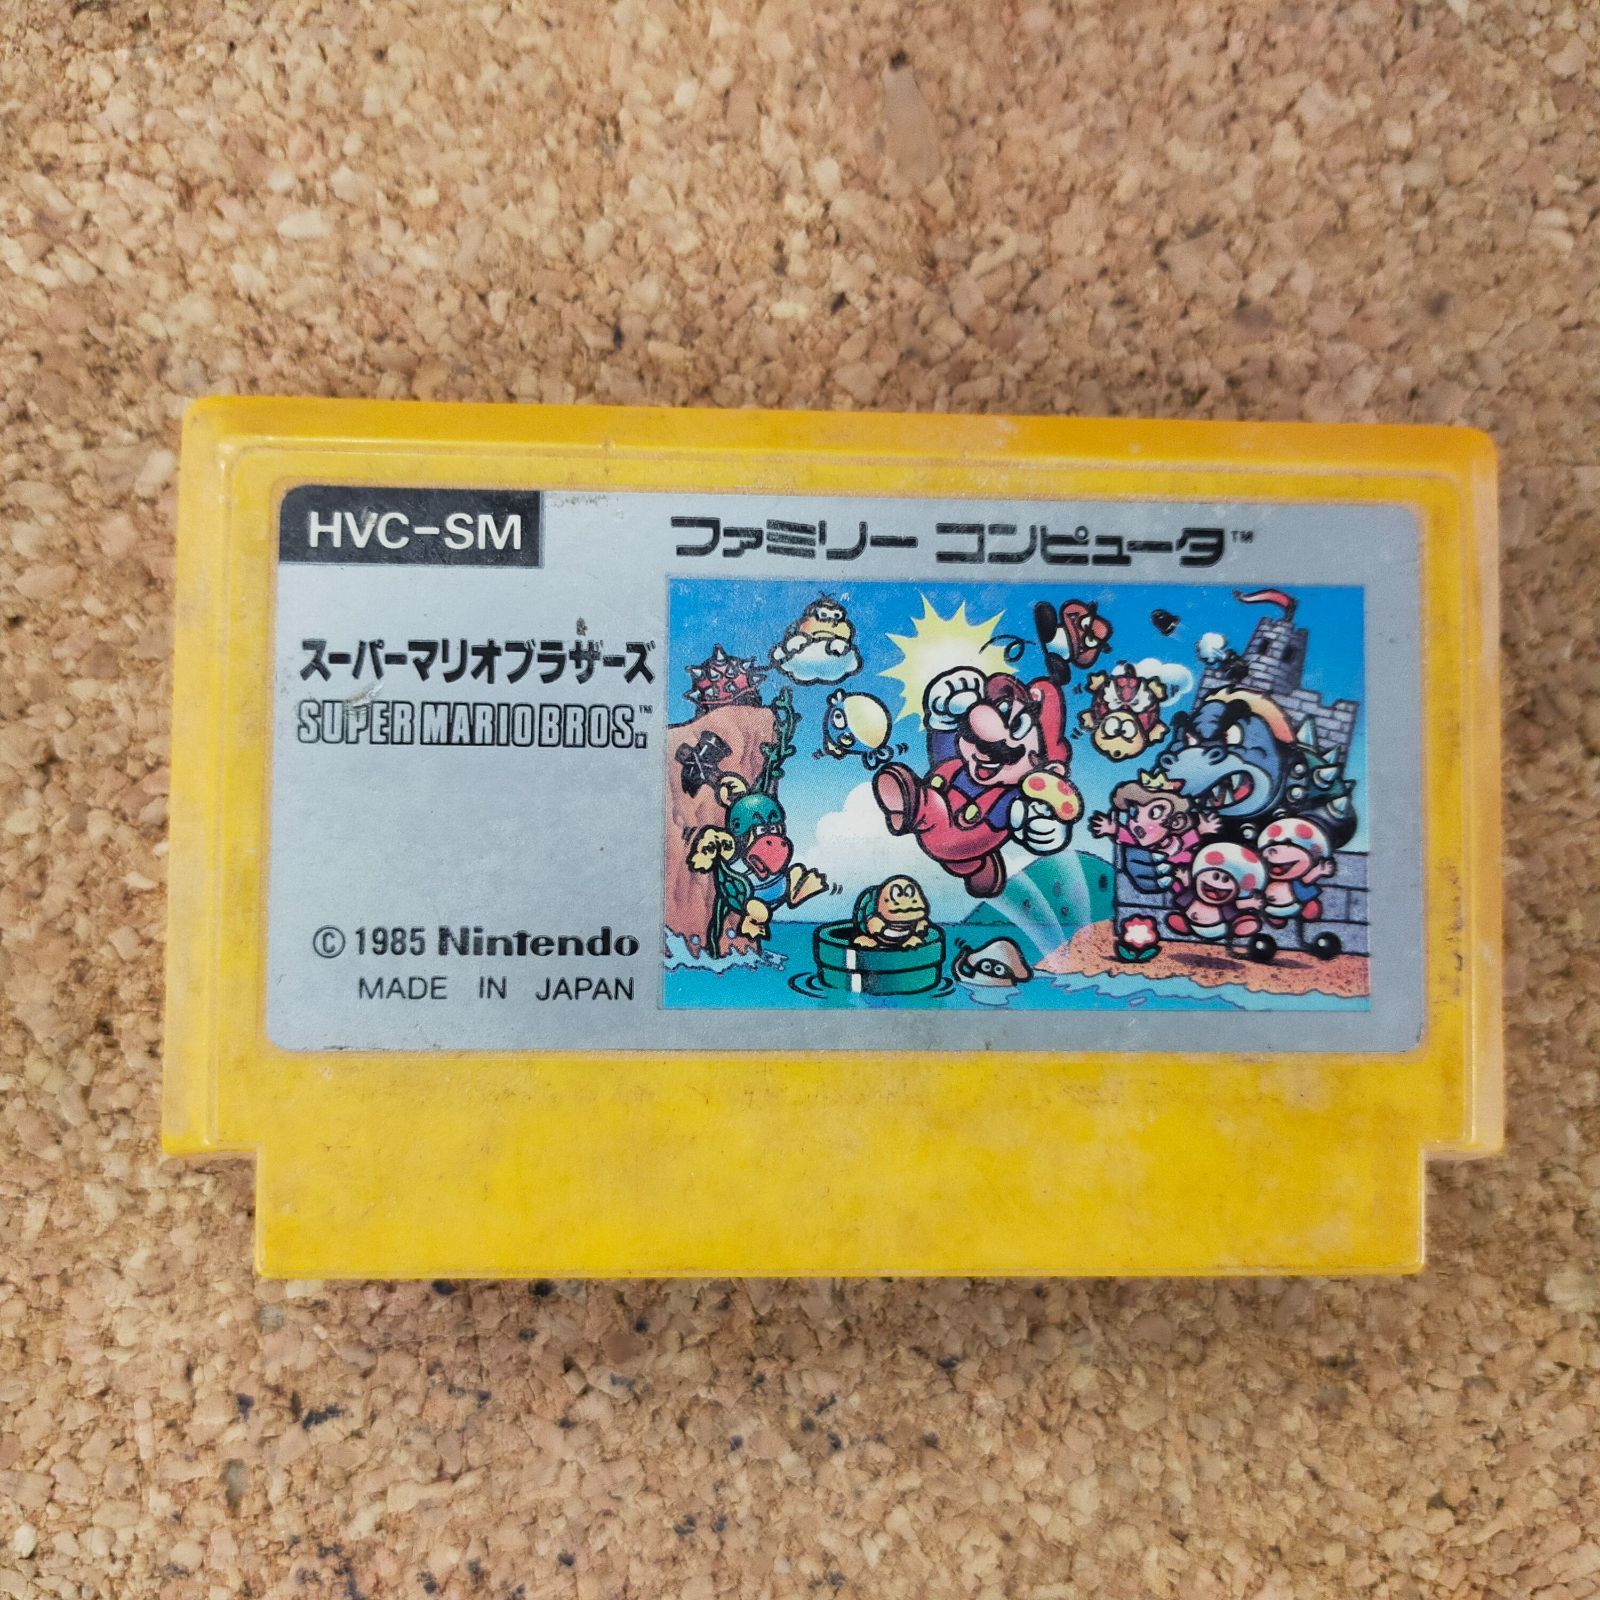 HVC-SM
ファミリー コンピュータ™
スーパーマリオブラザーズ
SUPER MARIO BROS.™
© 1985 Nintendo
MADE IN JAPAN